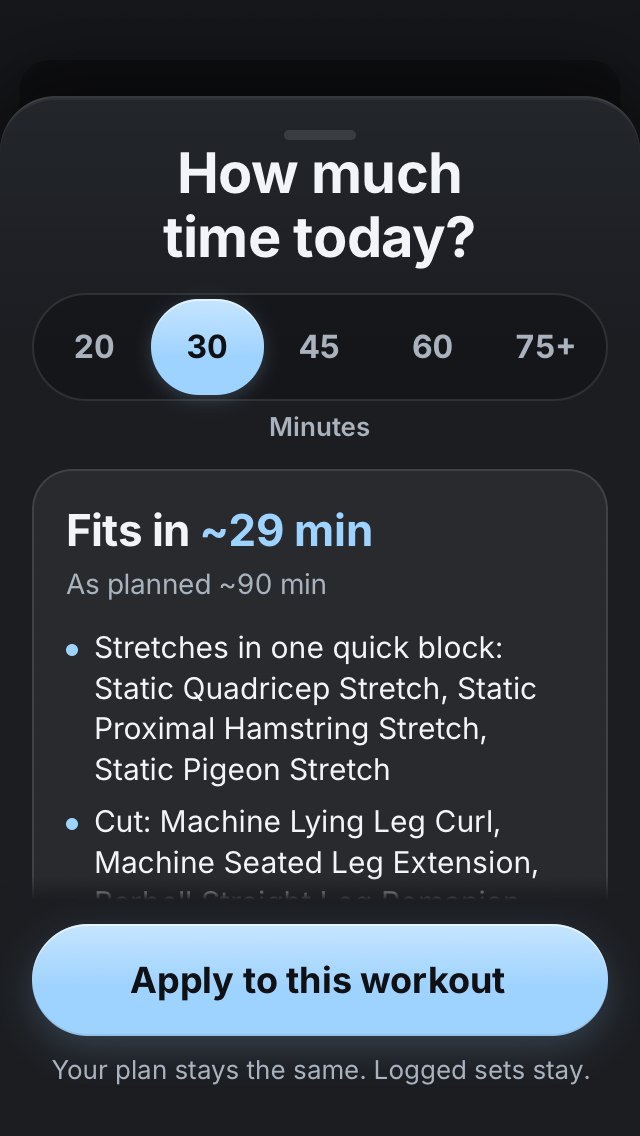 How much
time today?
20 30 45 60 75+
Minutes
Fits in ~29 min
As planned ~90 min
Stretches in one quick block:
Static Quadricep Stretch, Static
Proximal Hamstring Stretch,
Static Pigeon Stretch
Cut: Machine Lying Leg Curl,
Machine Seated Leg Extension,
Apply to this workout
Your plan stays the same. Logged sets stay.